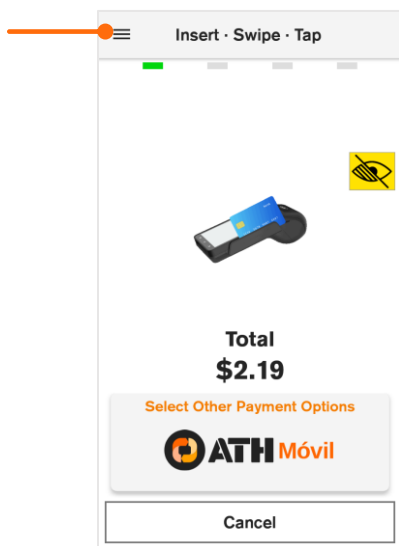 Insert · Swipe · Tap
Total
$2.19
Select Other Payment Options
ATH Móvil
Cancel